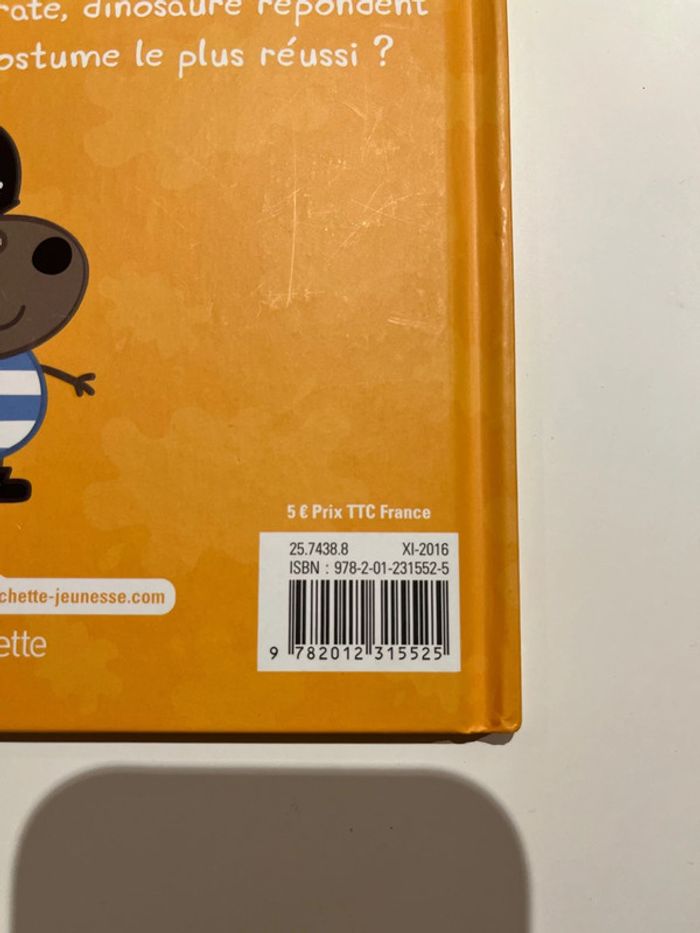 rate, dinosaure répondent
ostume le plus réussi ?
5 € Prix TTC France
25.7438.8 XI-2016
ISBN : 978-2-01-231552-5
chette-jeunesse.com
ette
9 782012 315525